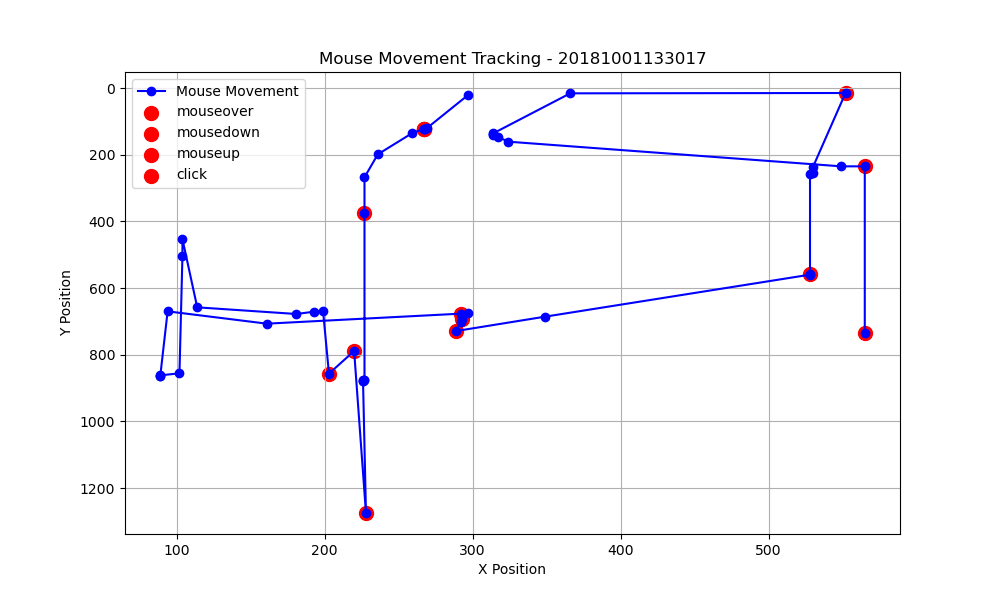 Mouse Movement Tracking - 20181001133017
Mouse Movement
mouseover
mousedown
mouseup
click
0
200
400
600
800
1000
1200
Y Position
100
200
300
400
500
X Position